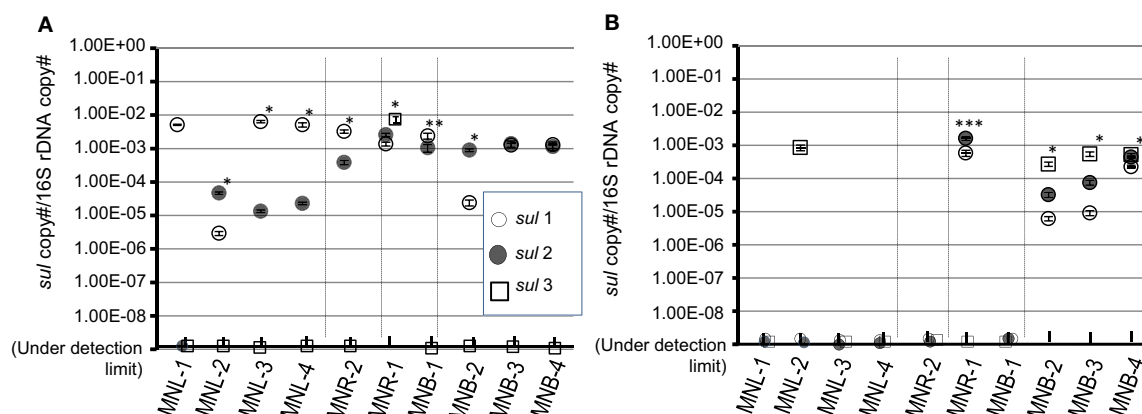 A
sul copy#/16S rDNA copy#
1.00E+00
1.00E-01
1.00E-02
1.00E-03
1.00E-04
1.00E-05
1.00E-06
1.00E-07
1.00E-08
(Under detection
limit)
*
*
*
*
*
**
*
MNL-1
MNL-2
MNL-3
MNL-4
MNR-2
MNR-1
MNB-1
MNB-2
MNB-3
MNB-4
sul 1
sul 2
sul 3
B
sul copy#/16S rDNA copy#
1.00E+00
1.00E-01
1.00E-02
1.00E-03
1.00E-04
1.00E-05
1.00E-06
1.00E-07
1.00E-08
(Under detection
limit)
***
*
*
*
MNL-1
MNL-2
MNL-3
MNL-4
MNR-2
MNR-1
MNB-1
MNB-2
MNB-3
MNB-4